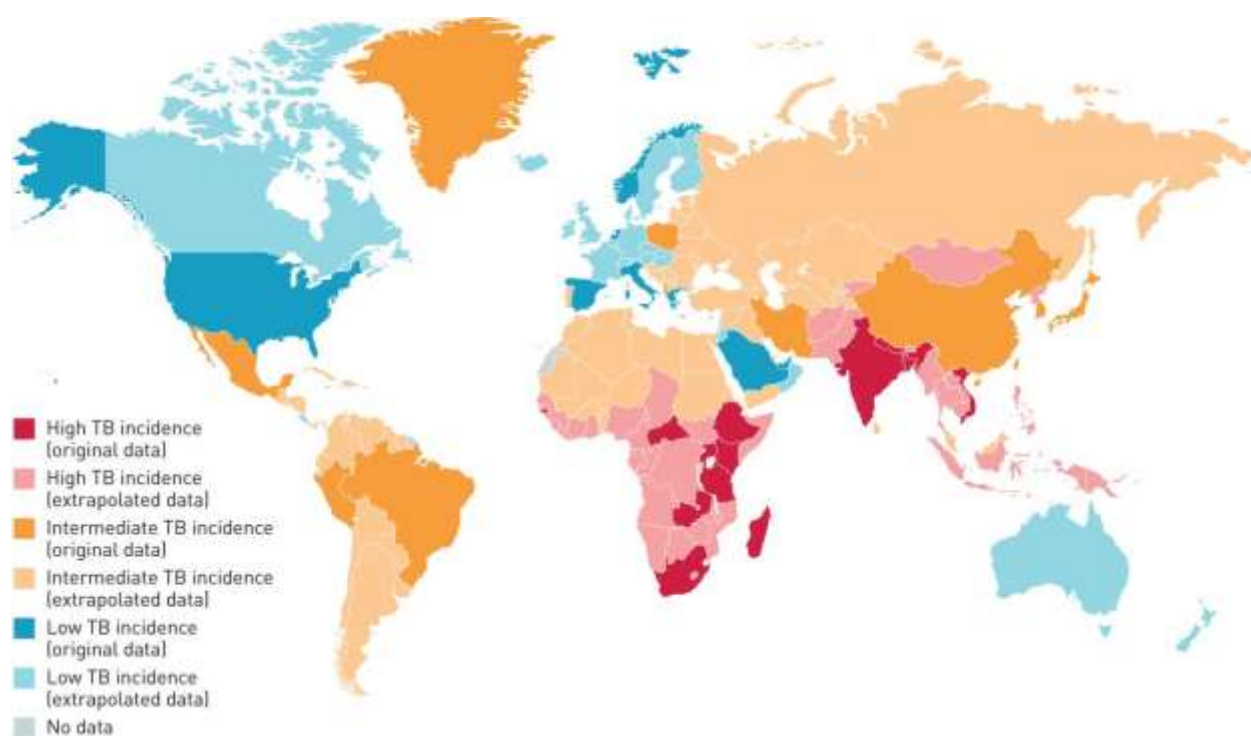 High TB incidence
(original data)
High TB incidence
(extrapolated data)
Intermediate TB incidence
(original data)
Intermediate TB incidence
(extrapolated data)
Low TB incidence
(original data)
Low TB incidence
(extrapolated data)
No data